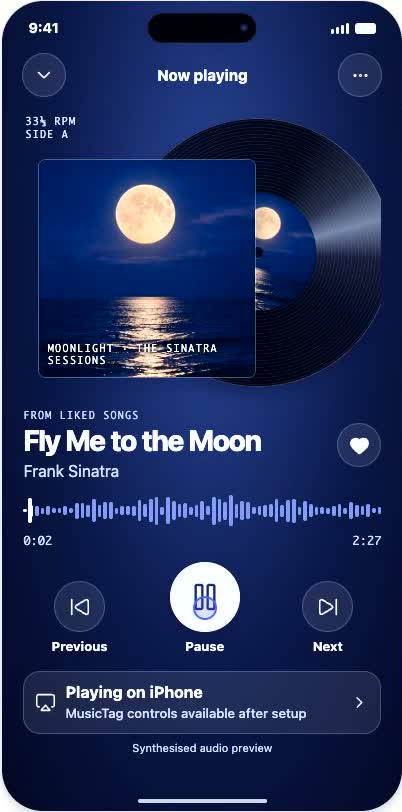 9:41
Now playing
33⅓ RPM
SIDE A
MOONLIGHT · THE SINATRA
SESSIONS
FROM LIKED SONGS
Fly Me to the Moon
Frank Sinatra
0:02
2:27
Previous
Pause
Next
Playing on iPhone
MusicTag controls available after setup
Synthesised audio preview